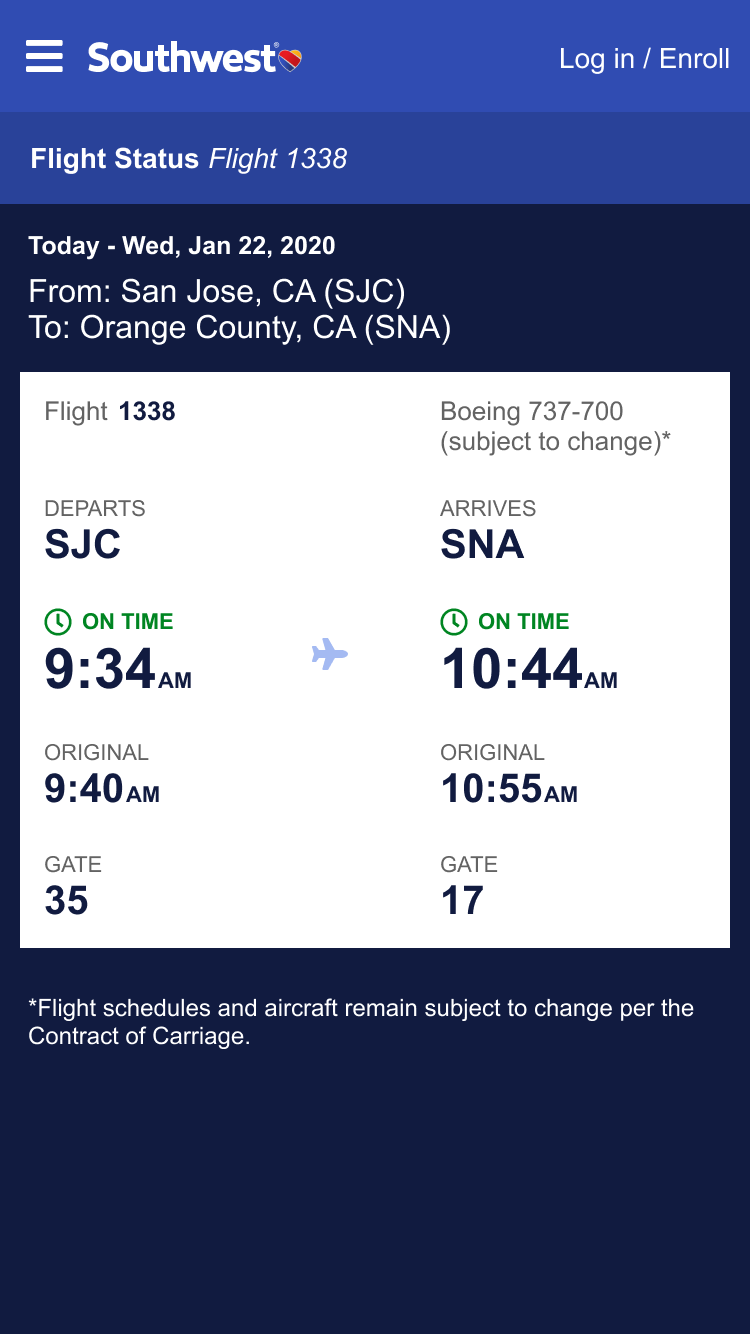 Southwest®
Log in / Enroll
Flight Status Flight 1338
Today - Wed, Jan 22, 2020
From: San Jose, CA (SJC)
To: Orange County, CA (SNA)
Flight 1338
Boeing 737-700
(subject to change)*
DEPARTS
SJC
ARRIVES
SNA
ON TIME
9:34AM
ON TIME
10:44AM
ORIGINAL
9:40AM
ORIGINAL
10:55AM
GATE
35
GATE
17
*Flight schedules and aircraft remain subject to change per the
Contract of Carriage.